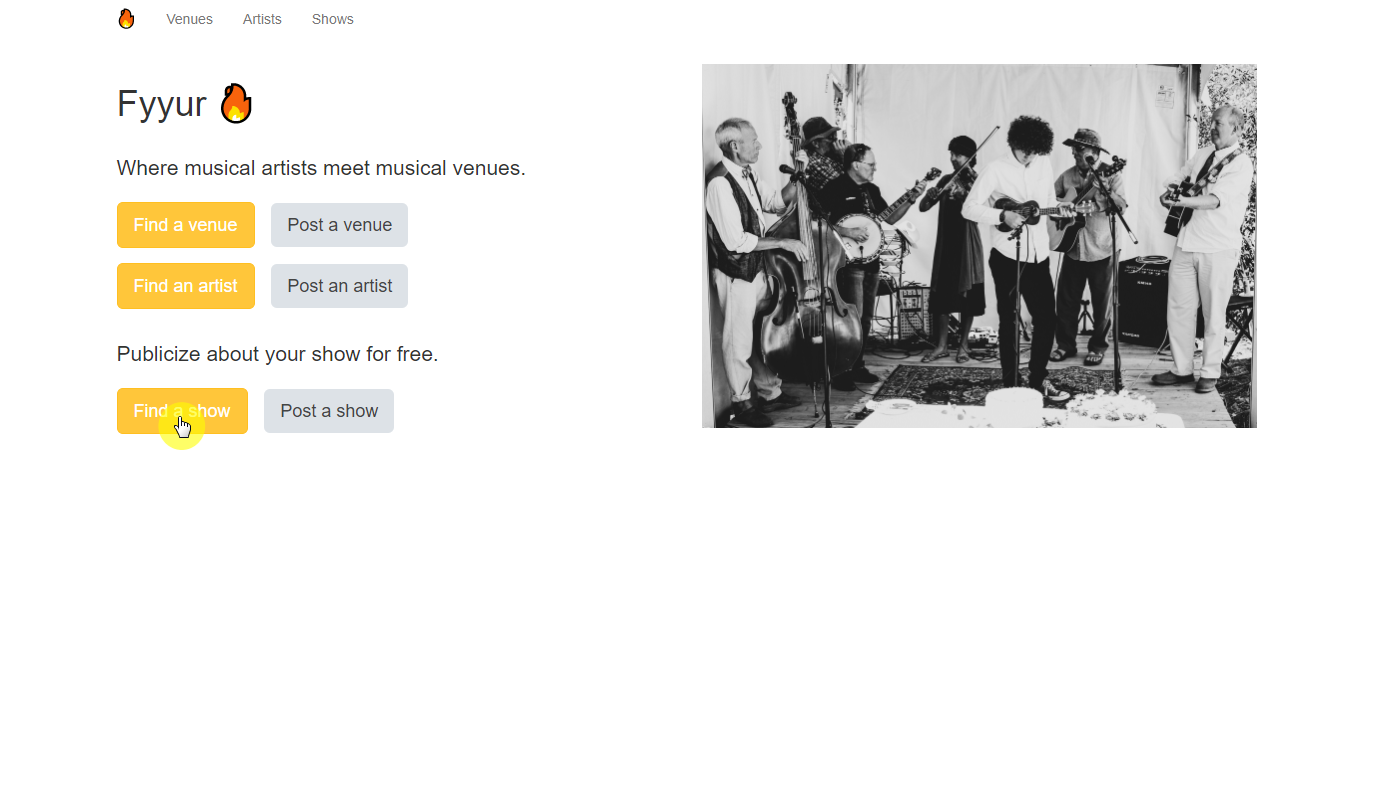 Venues Artists Shows
Fyyur
Where musical artists meet musical venues.
Find a venue Post a venue
Find an artist Post an artist
Publicize about your show for free.
Find a show Post a show